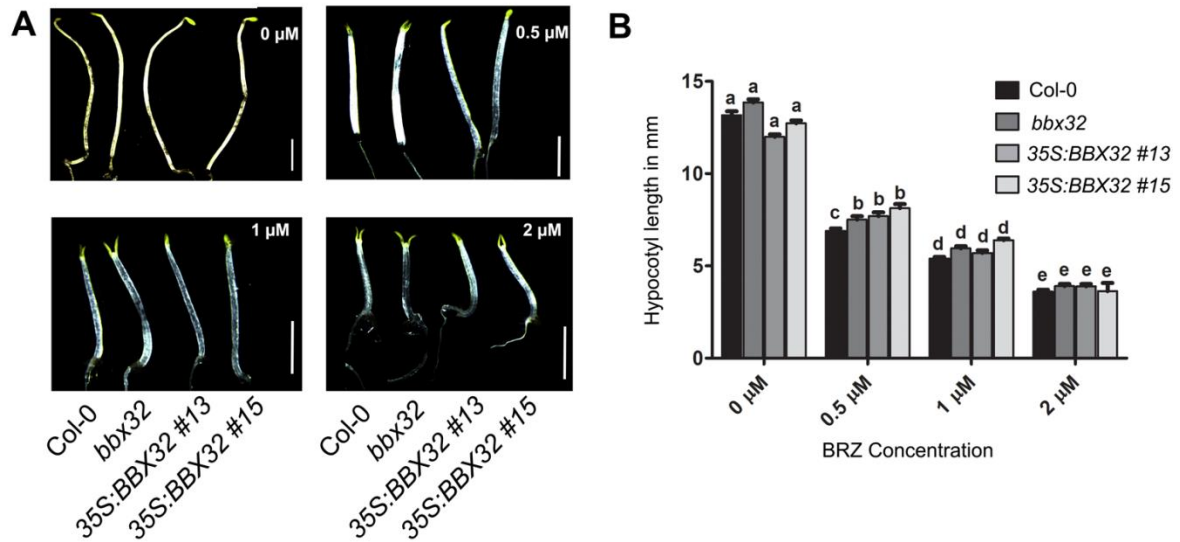 A
0 µM
0.5 µM
1 µM
2 µM
Col-0
bbx32
35S:BBX32 #13
35S:BBX32 #15
Col-0
bbx32
35S:BBX32 #13
35S:BBX32 #15
B
Hypocotyl length in mm
15
10
5
0
a a a a
c b b b
d d d d
e e e e
Col-0
bbx32
35S:BBX32 #13
35S:BBX32 #15
0 µM
0.5 µM
1 µM
2 µM
BRZ Concentration